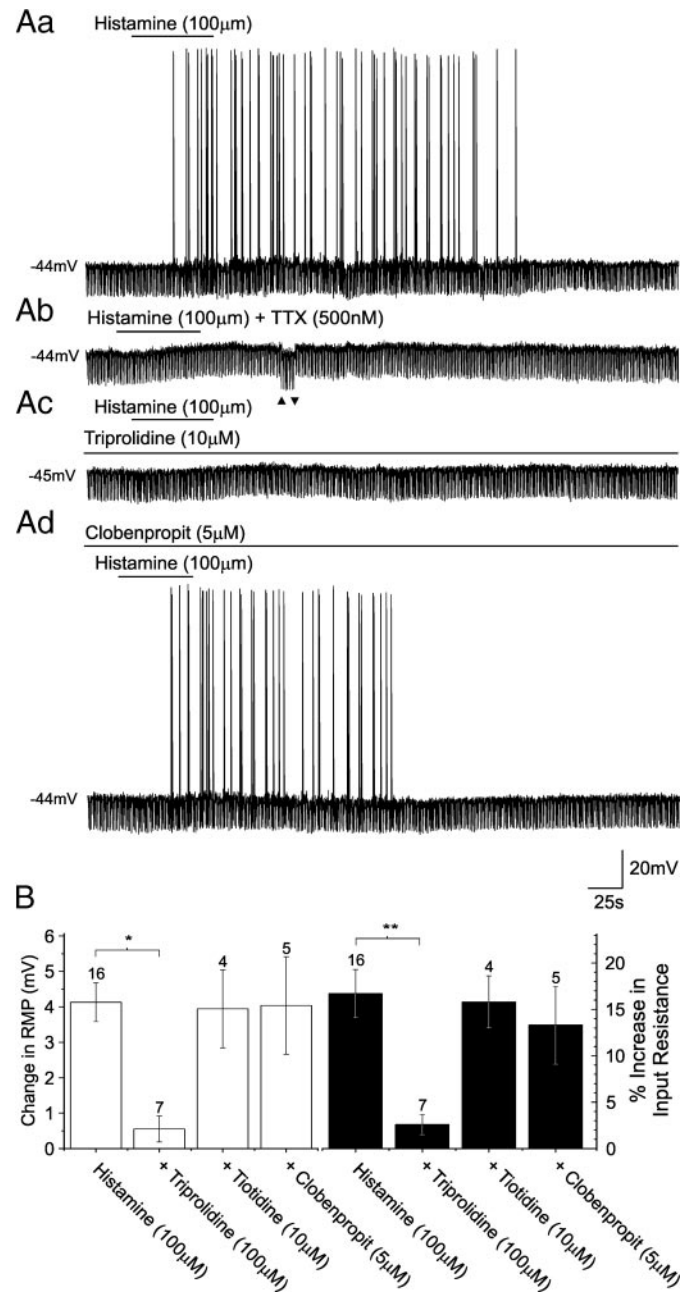 Aa
Histamine (100μm)
-44mV
Ab
Histamine (100μm) + TTX (500nM)
-44mV
▲ ▼
Ac
Histamine (100μm)
Triprolidine (10μM)
-45mV
Ad
Clobenpropit (5μM)
Histamine (100μm)
-44mV
20mV
25s
B
Change in RMP (mV)
6
5
4
3
2
1
0
16
*
7
4
5
16
**
7
4
5
20
15
10
5
0
% Increase in
Input Resistance
Histamine (100μM)
+ Triprolidine (100μM)
+ Tiotidine (10μM)
+ Clobenpropit (5μM)
Histamine (100μM)
+ Triprolidine (100μM)
+ Tiotidine (10μM)
+ Clobenpropit (5μM)